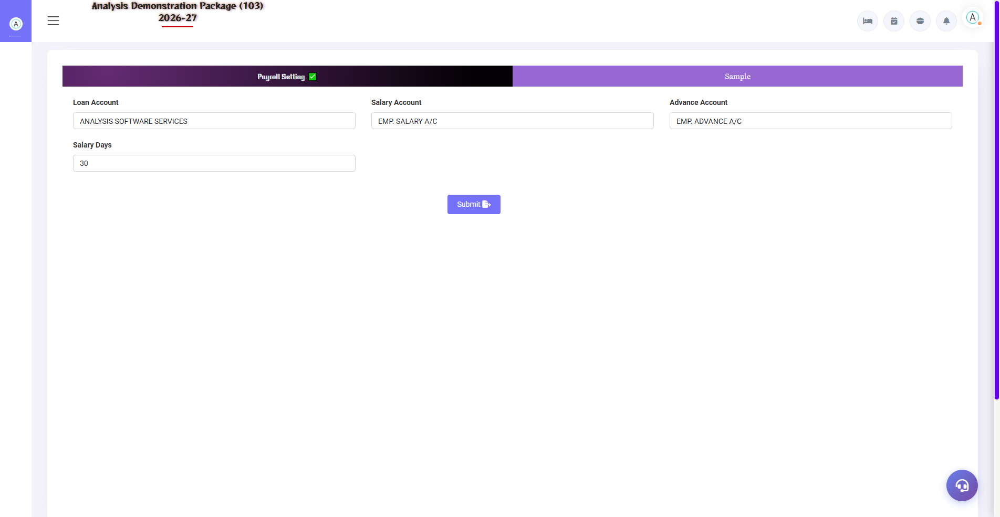 A
Analysis Demonstration Package (103)
2026-27
A
Payroll Setting ✅
Sample
Loan Account
Salary Account
Advance Account
ANALYSIS SOFTWARE SERVICES
EMP. SALARY A/C
EMP. ADVANCE A/C
Salary Days
30
Submit